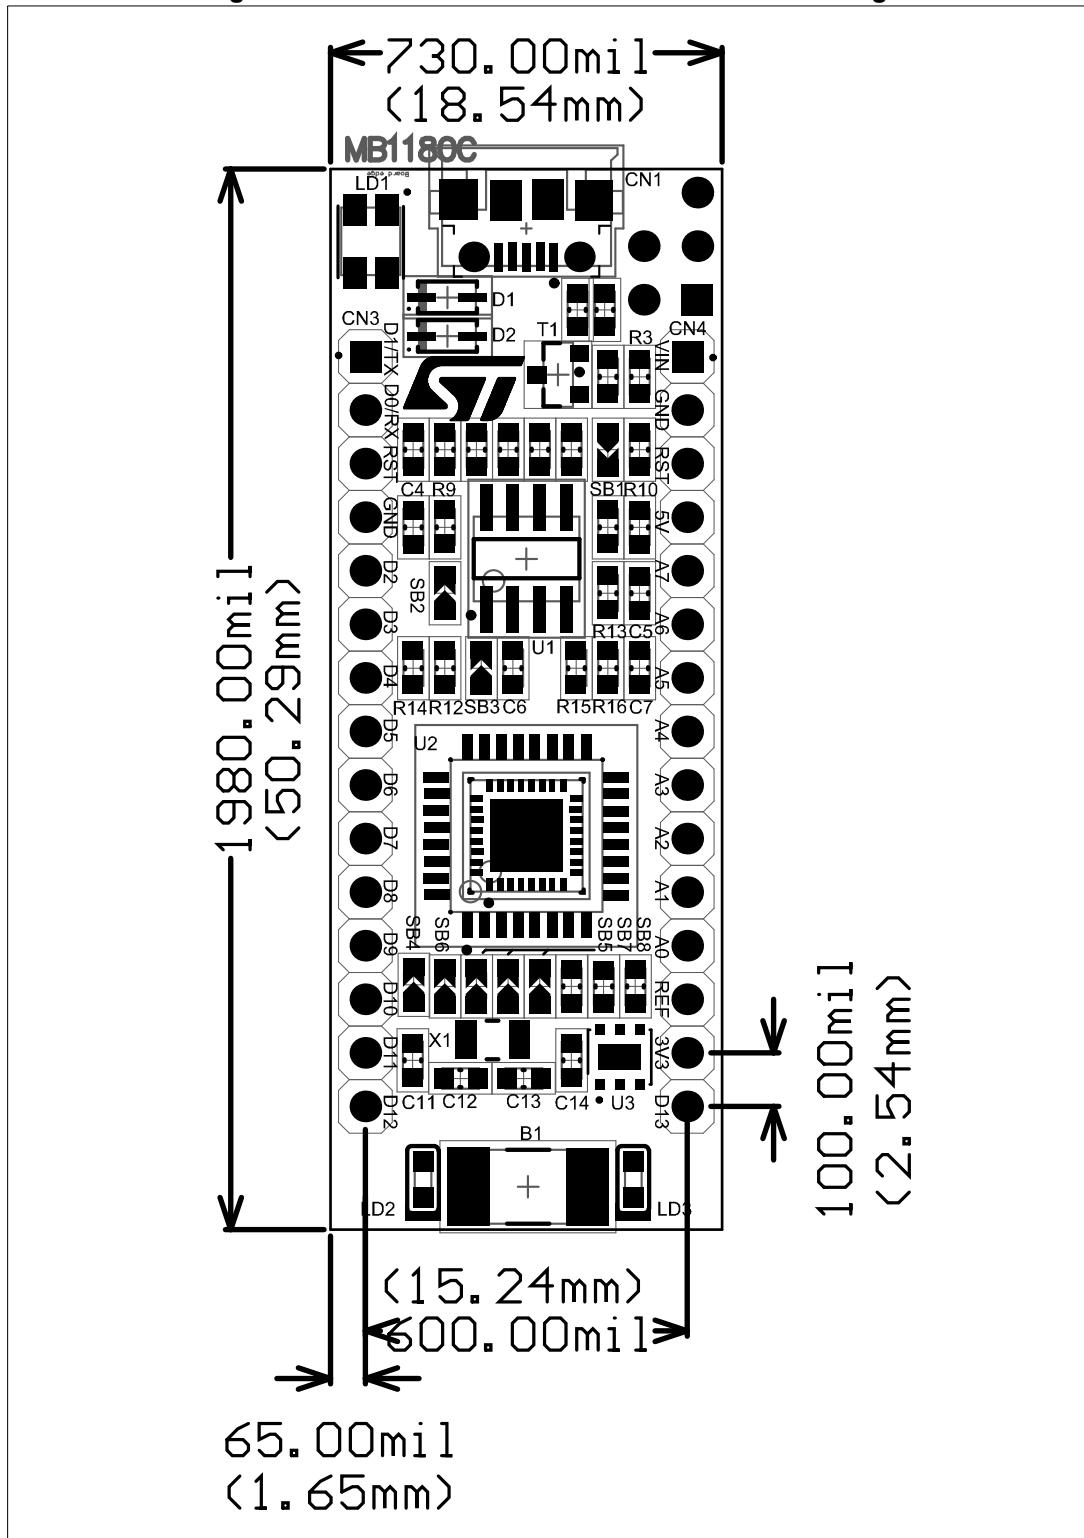 730.00mil
(18.54mm)
MB1180C
Board edge
LD1
CN1
D1
D2
T1
R3
CN3
CN4
D1/TX
D0/RX
RST
GND
D2
D3
D4
D5
D6
D7
D8
D9
D10
D11
D12
VIN
GND
RST
5V
A7
A6
A5
A4
A3
A2
A1
A0
REF
3V3
D13
ST
C4 R9
SB1 R10
SB2
R13 C5
U1
R14 R12 SB3 C6
R15 R16 C7
U2
SB4
SB6
SB5
SB7
SB8
X1
C11 C12 C13 C14 U3
B1
LD2
LD3
1980.00mil
(50.29mm)
100.00mil
(2.54mm)
(15.24mm)
600.00mil
65.00mil
(1.65mm)